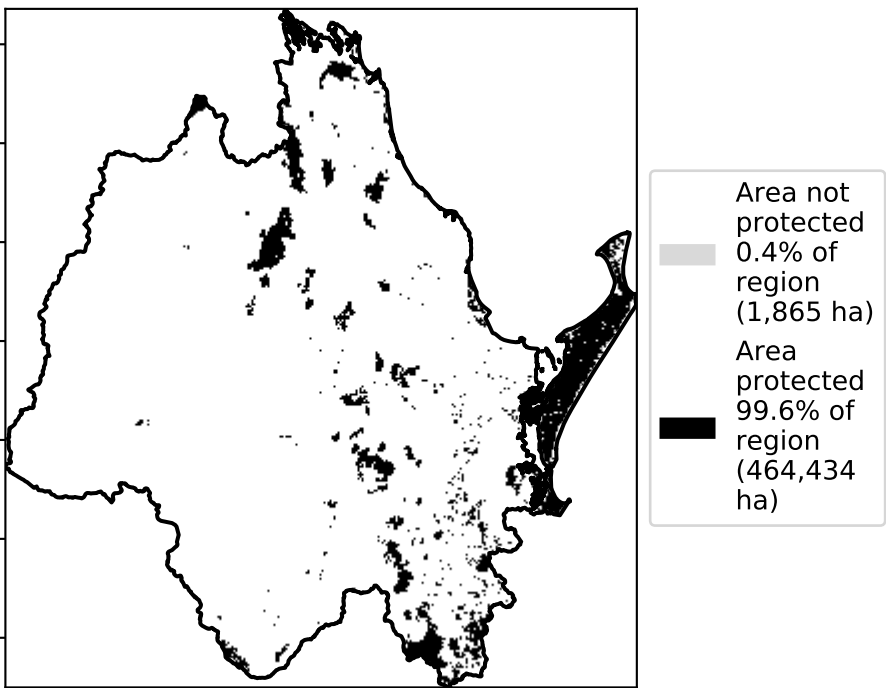 Area not
protected
0.4% of
region
(1,865 ha)
Area
protected
99.6% of
region
(464,434
ha)